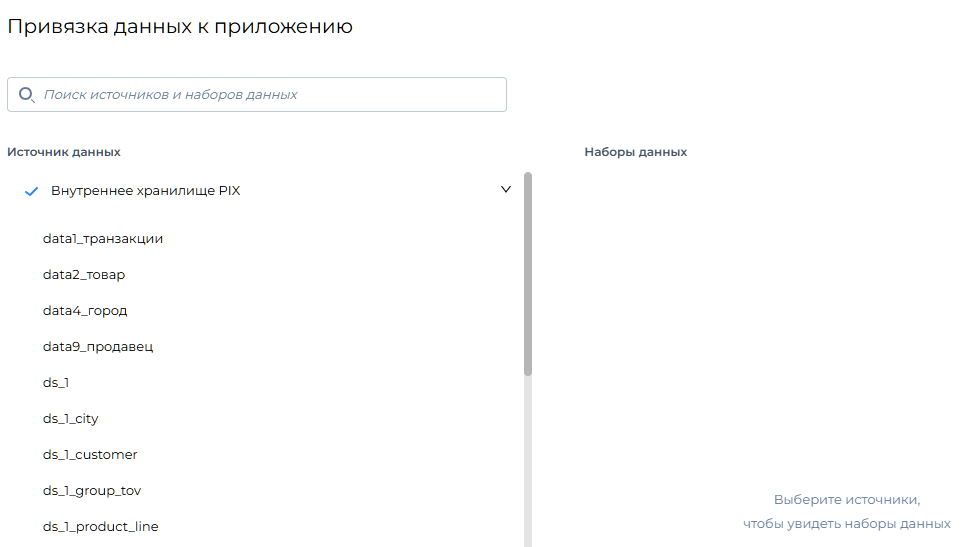 Привязка данных к приложению
Поиск источников и наборов данных
Источник данных
Наборы данных
Внутреннее хранилище PIX
data1_транзакции
data2_товар
data4_город
data9_продавец
ds_1
ds_1_city
ds_1_customer
ds_1_group_tov
ds_1_product_line
Выберите источники,
чтобы увидеть наборы данных